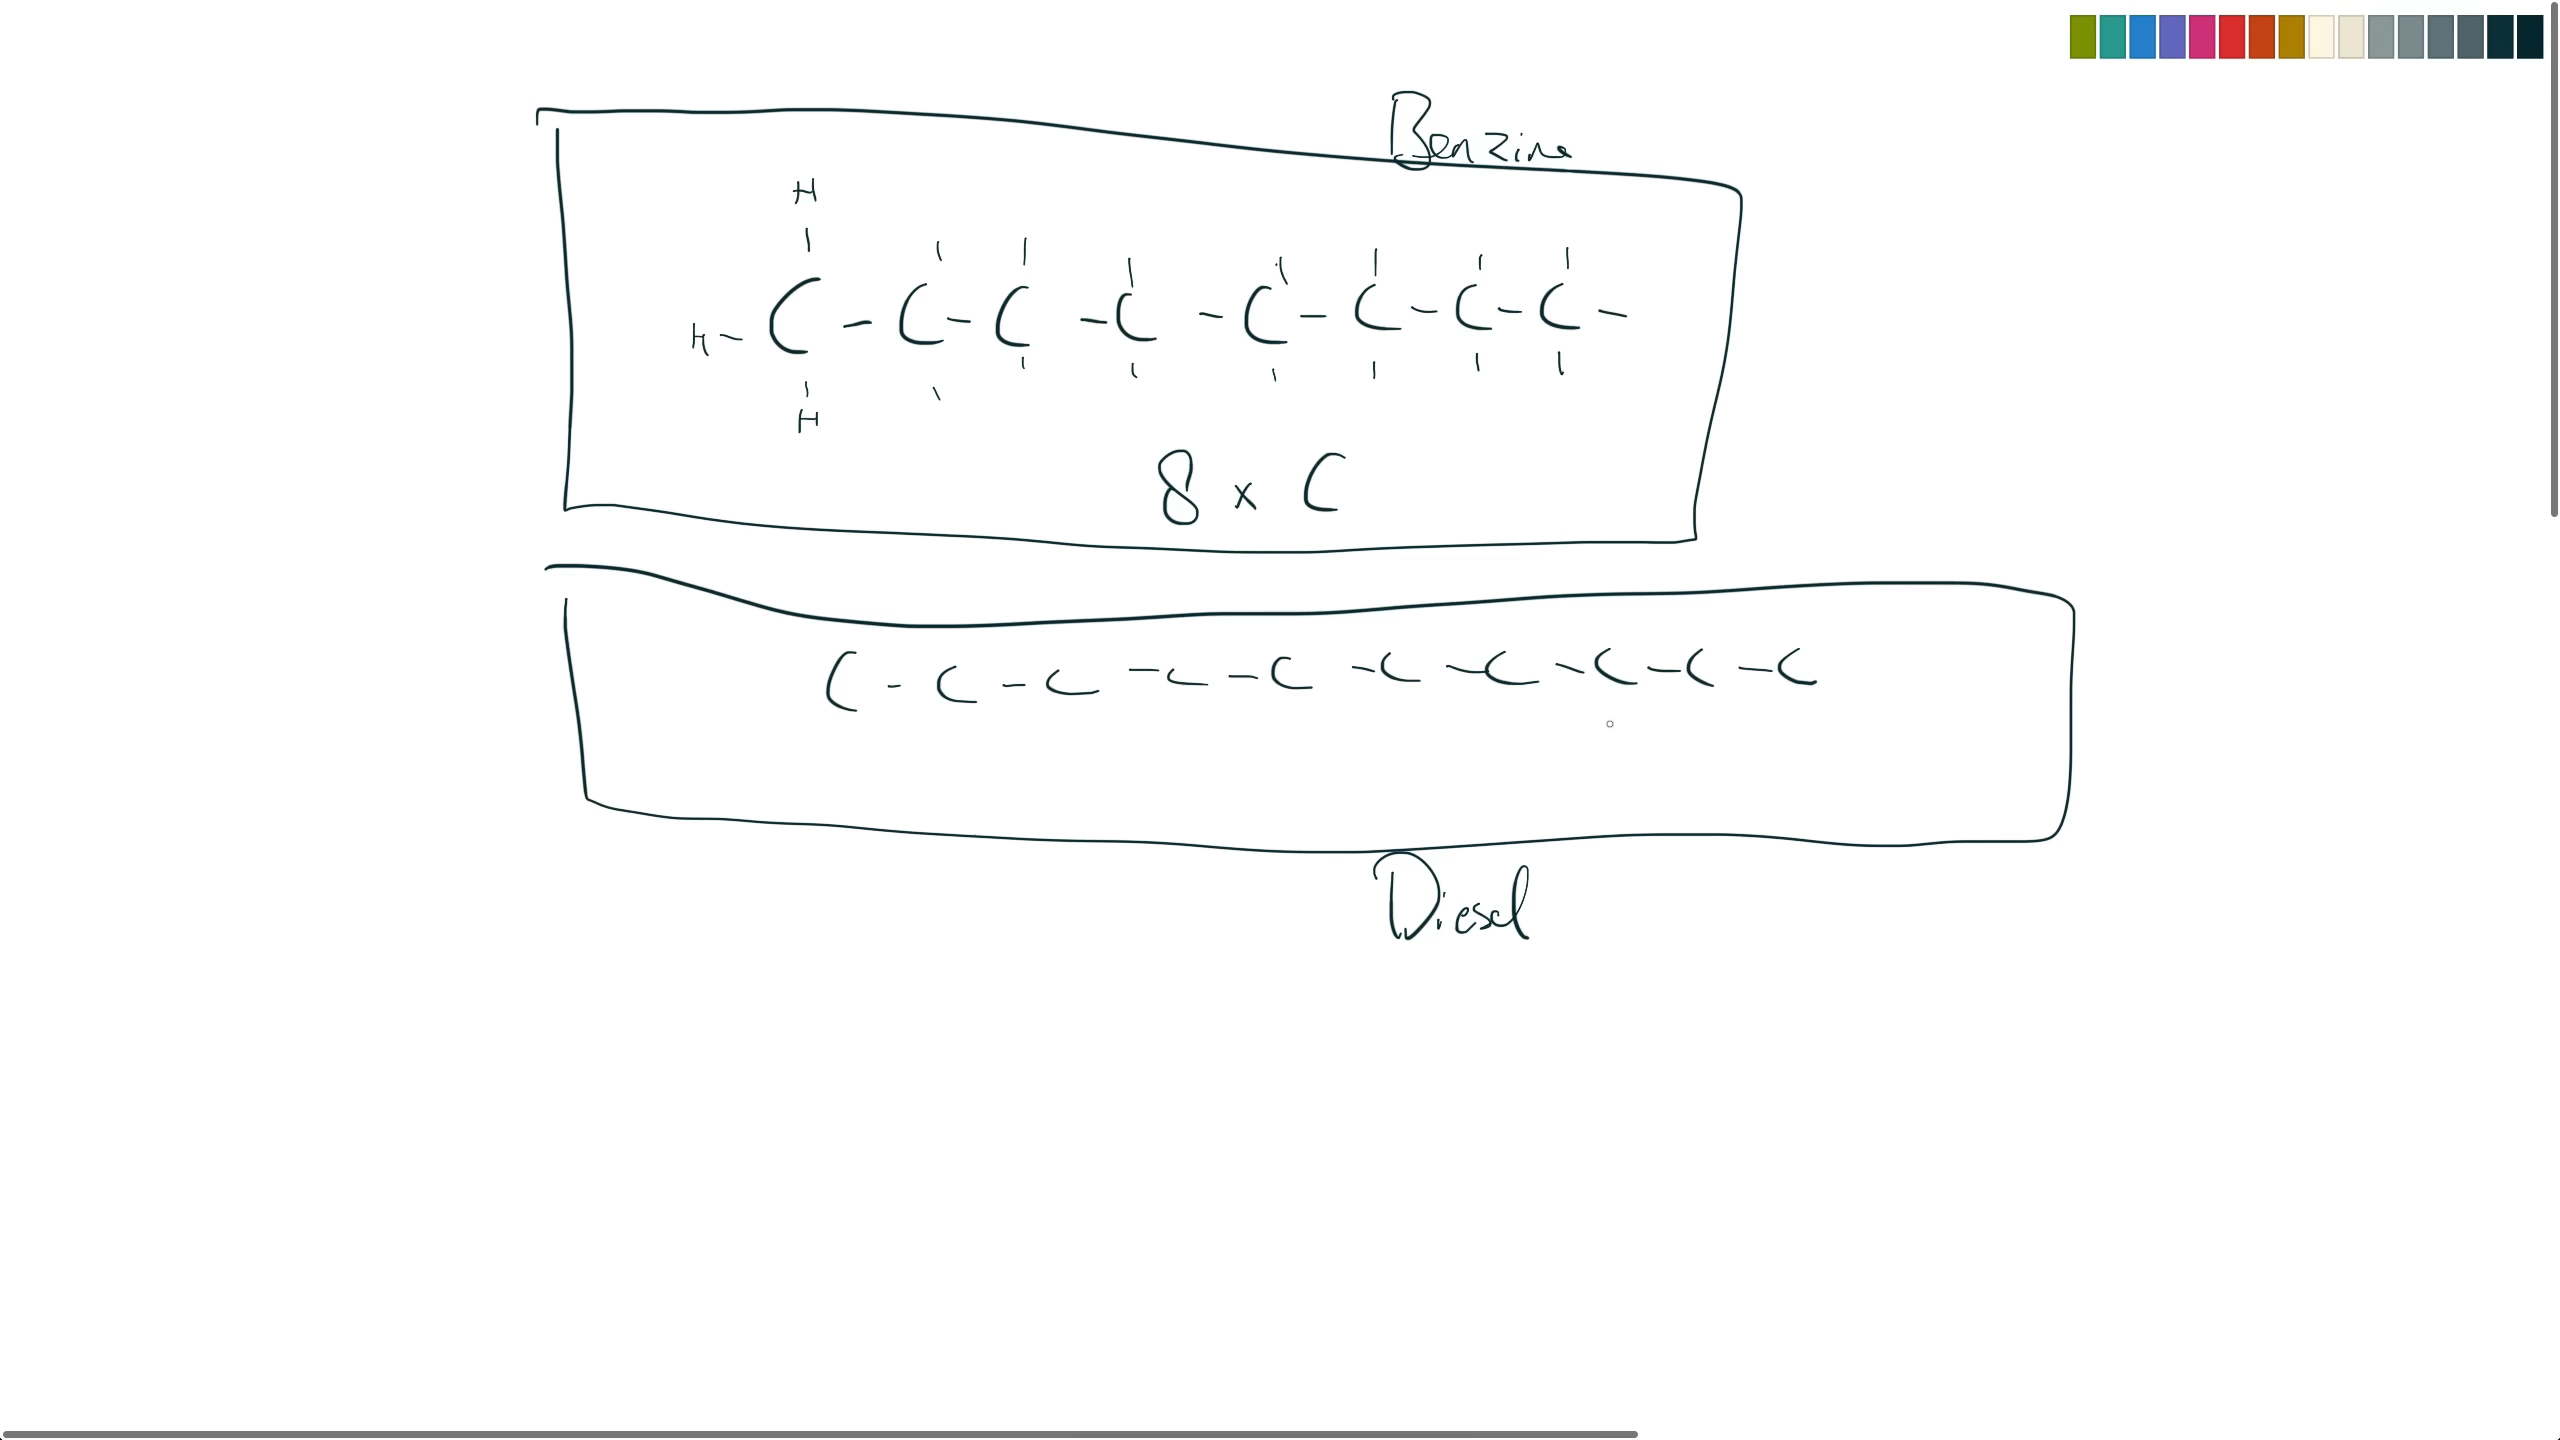 Benzine
H
H - C - C - C - C - C - C - C - C -
H
8 x C
C - C - C - C - C - C - C - C - C - C
Diesel